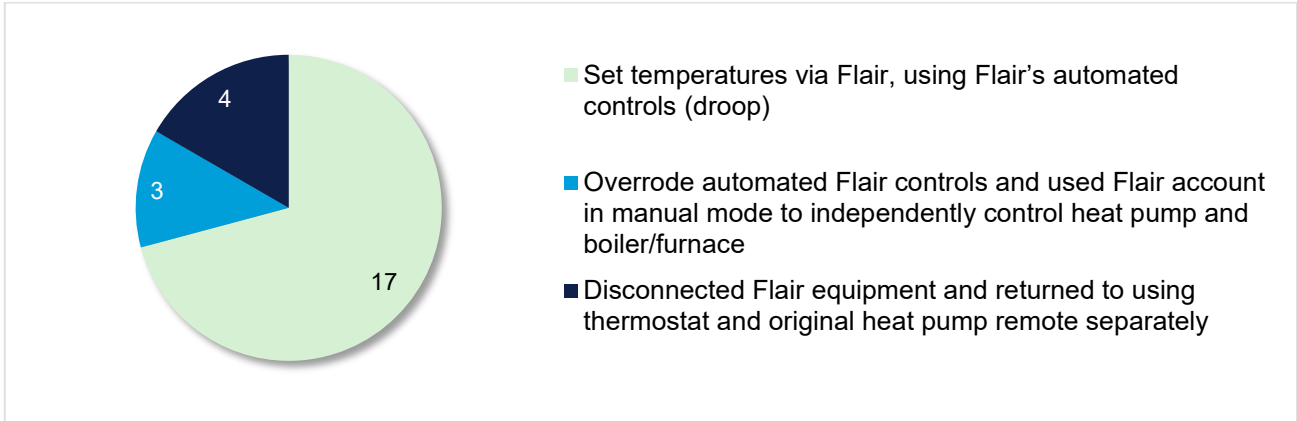 4
3
17
Set temperatures via Flair, using Flair's automated
controls (droop)
Overrode automated Flair controls and used Flair account
in manual mode to independently control heat pump and
boiler/furnace
Disconnected Flair equipment and returned to using
thermostat and original heat pump remote separately